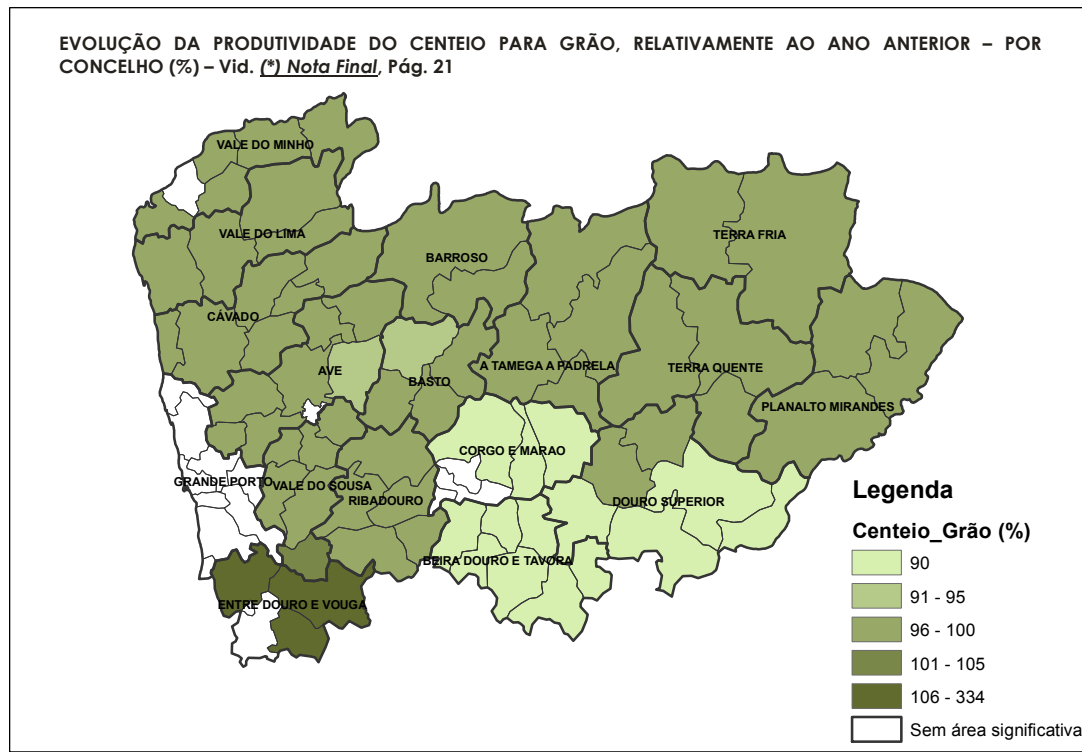 EVOLUÇÃO DA PRODUTIVIDADE DO CENTEIO PARA GRÃO, RELATIVAMENTE AO ANO ANTERIOR – POR
CONCELHO (%) – Vid. (*) Nota Final, Pág. 21
VALE DO MINHO
VALE DO LIMA
TERRA FRIA
BARROSO
CÁVADO
AVE
BASTO
A TAMEGA A PADRELA
TERRA QUENTE
PLANALTO MIRANDES
CORGO E MARAO
GRANDE PORTO
VALE DO SOUSA
RIBADOURO
DOURO SUPERIOR
BEIRA DOURO E TAVORA
ENTRE DOURO E VOUGA
Legenda
Centeio_Grão (%)
90
91 - 95
96 - 100
101 - 105
106 - 334
Sem área significativa